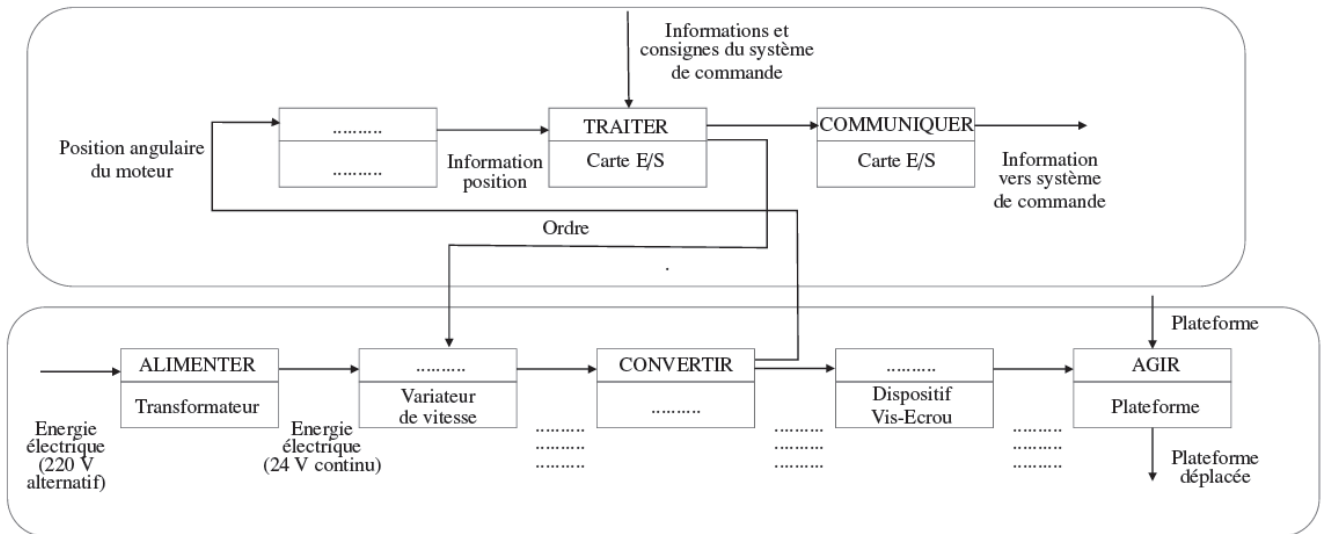 Informations et
consignes du système
de commande
Position angulaire
du moteur
..........
..........
Information
position
TRAITER
Carte E/S
COMMUNIQUER
Carte E/S
Information
vers système
de commande
Ordre
.
Plateforme
Energie
électrique
(220 V
alternatif)
ALIMENTER
Transformateur
Energie
électrique
(24 V continu)
..........
Variateur
de vitesse
..........
..........
..........
CONVERTIR
..........
..........
..........
..........
..........
Dispositif
Vis-Ecrou
..........
..........
..........
AGIR
Plateforme
Plateforme
déplacée